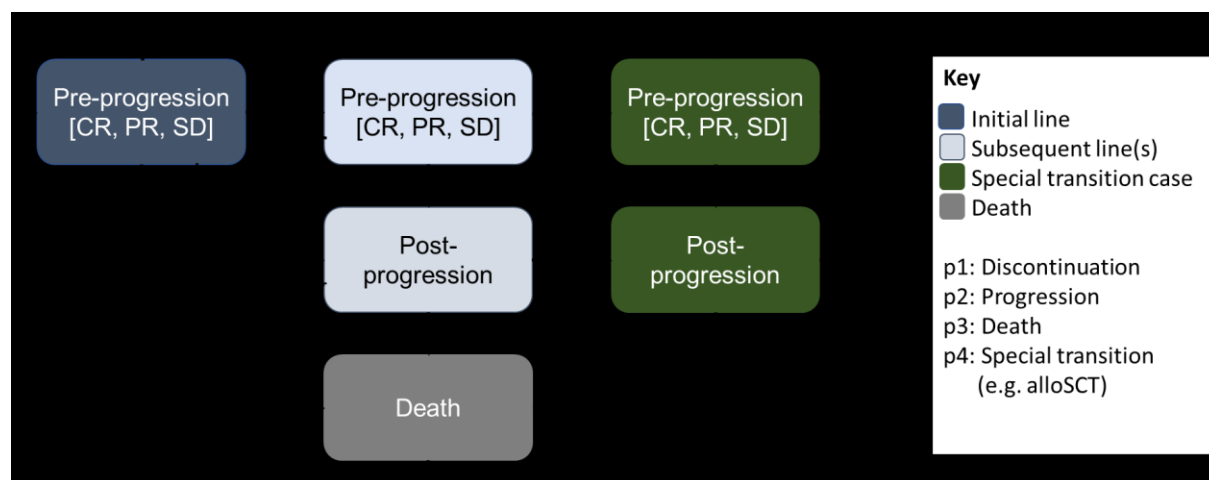 Pre-progression
[CR, PR, SD]
Pre-progression
[CR, PR, SD]
Pre-progression
[CR, PR, SD]
Post-
progression
Post-
progression
Death
Key
Initial line
Subsequent line(s)
Special transition case
Death
p1: Discontinuation
p2: Progression
p3: Death
p4: Special transition
(e.g. alloSCT)